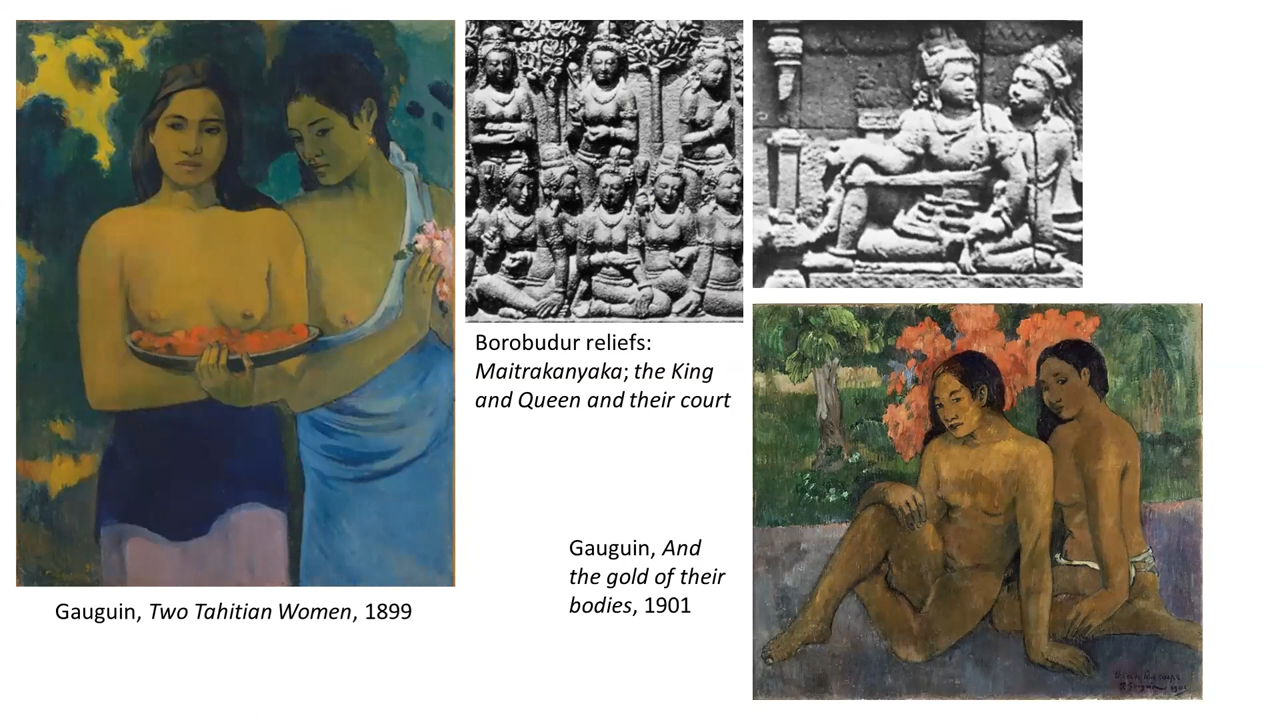 Borobudur reliefs:
Maitrakanyaka; the King
and Queen and their court
Gauguin, And
the gold of their
bodies, 1901
Gauguin, Two Tahitian Women, 1899